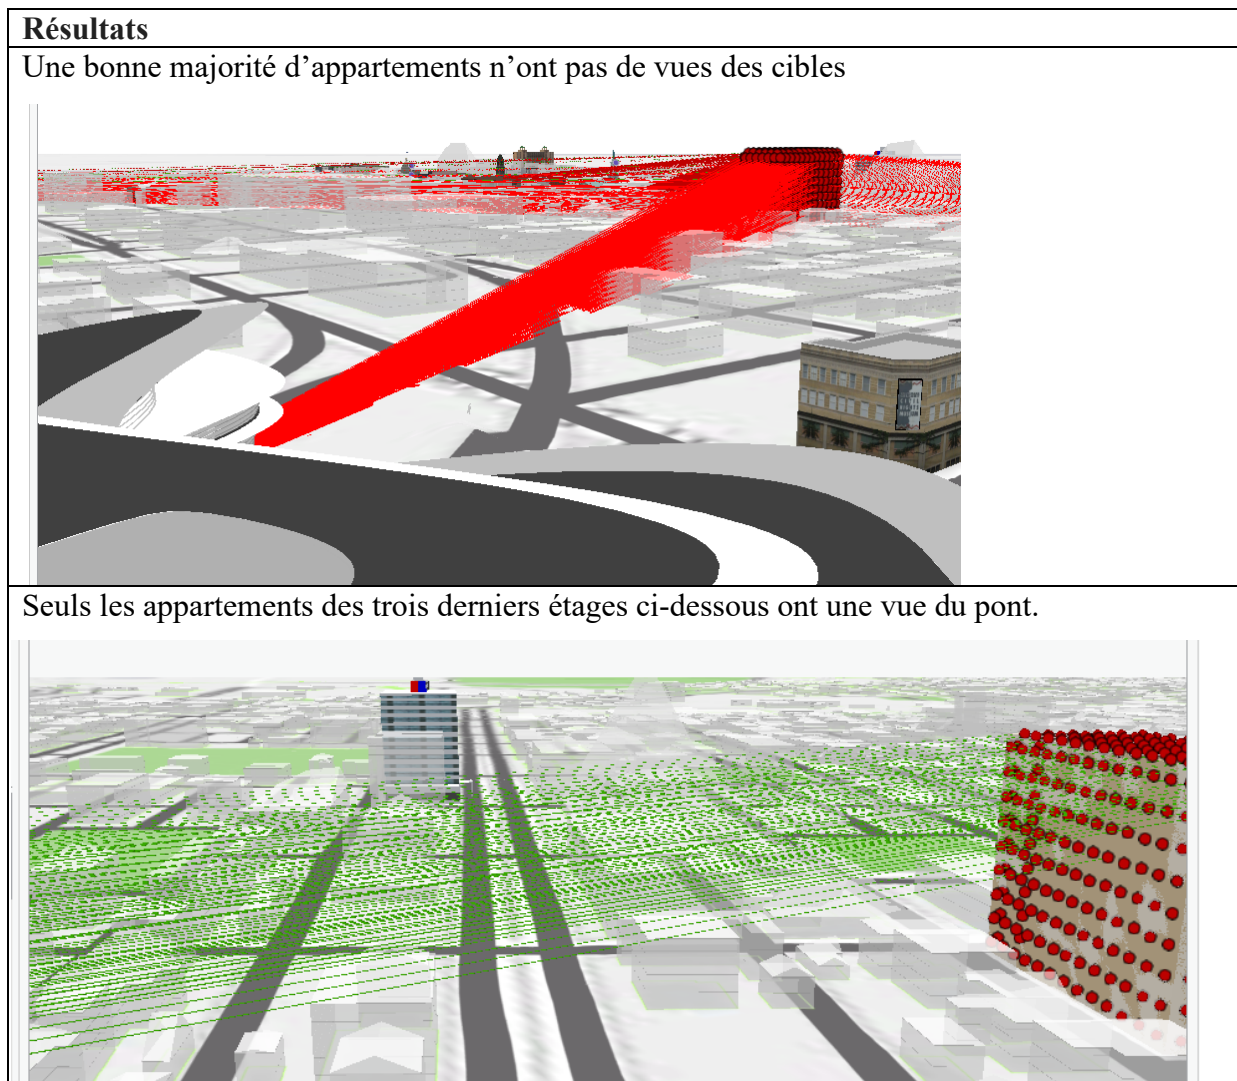 Résultats
Une bonne majorité d’appartements n’ont pas de vues des cibles
Seuls les appartements des trois derniers étages ci-dessous ont une vue du pont.